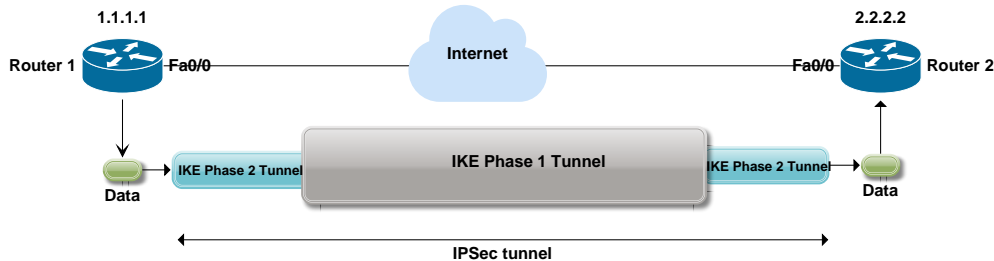 1.1.1.1
2.2.2.2
Router 1
Fa0/0
Internet
Fa0/0
Router 2
IKE Phase 2 Tunnel
IKE Phase 1 Tunnel
IKE Phase 2 Tunnel
Data
Data
IPSec tunnel